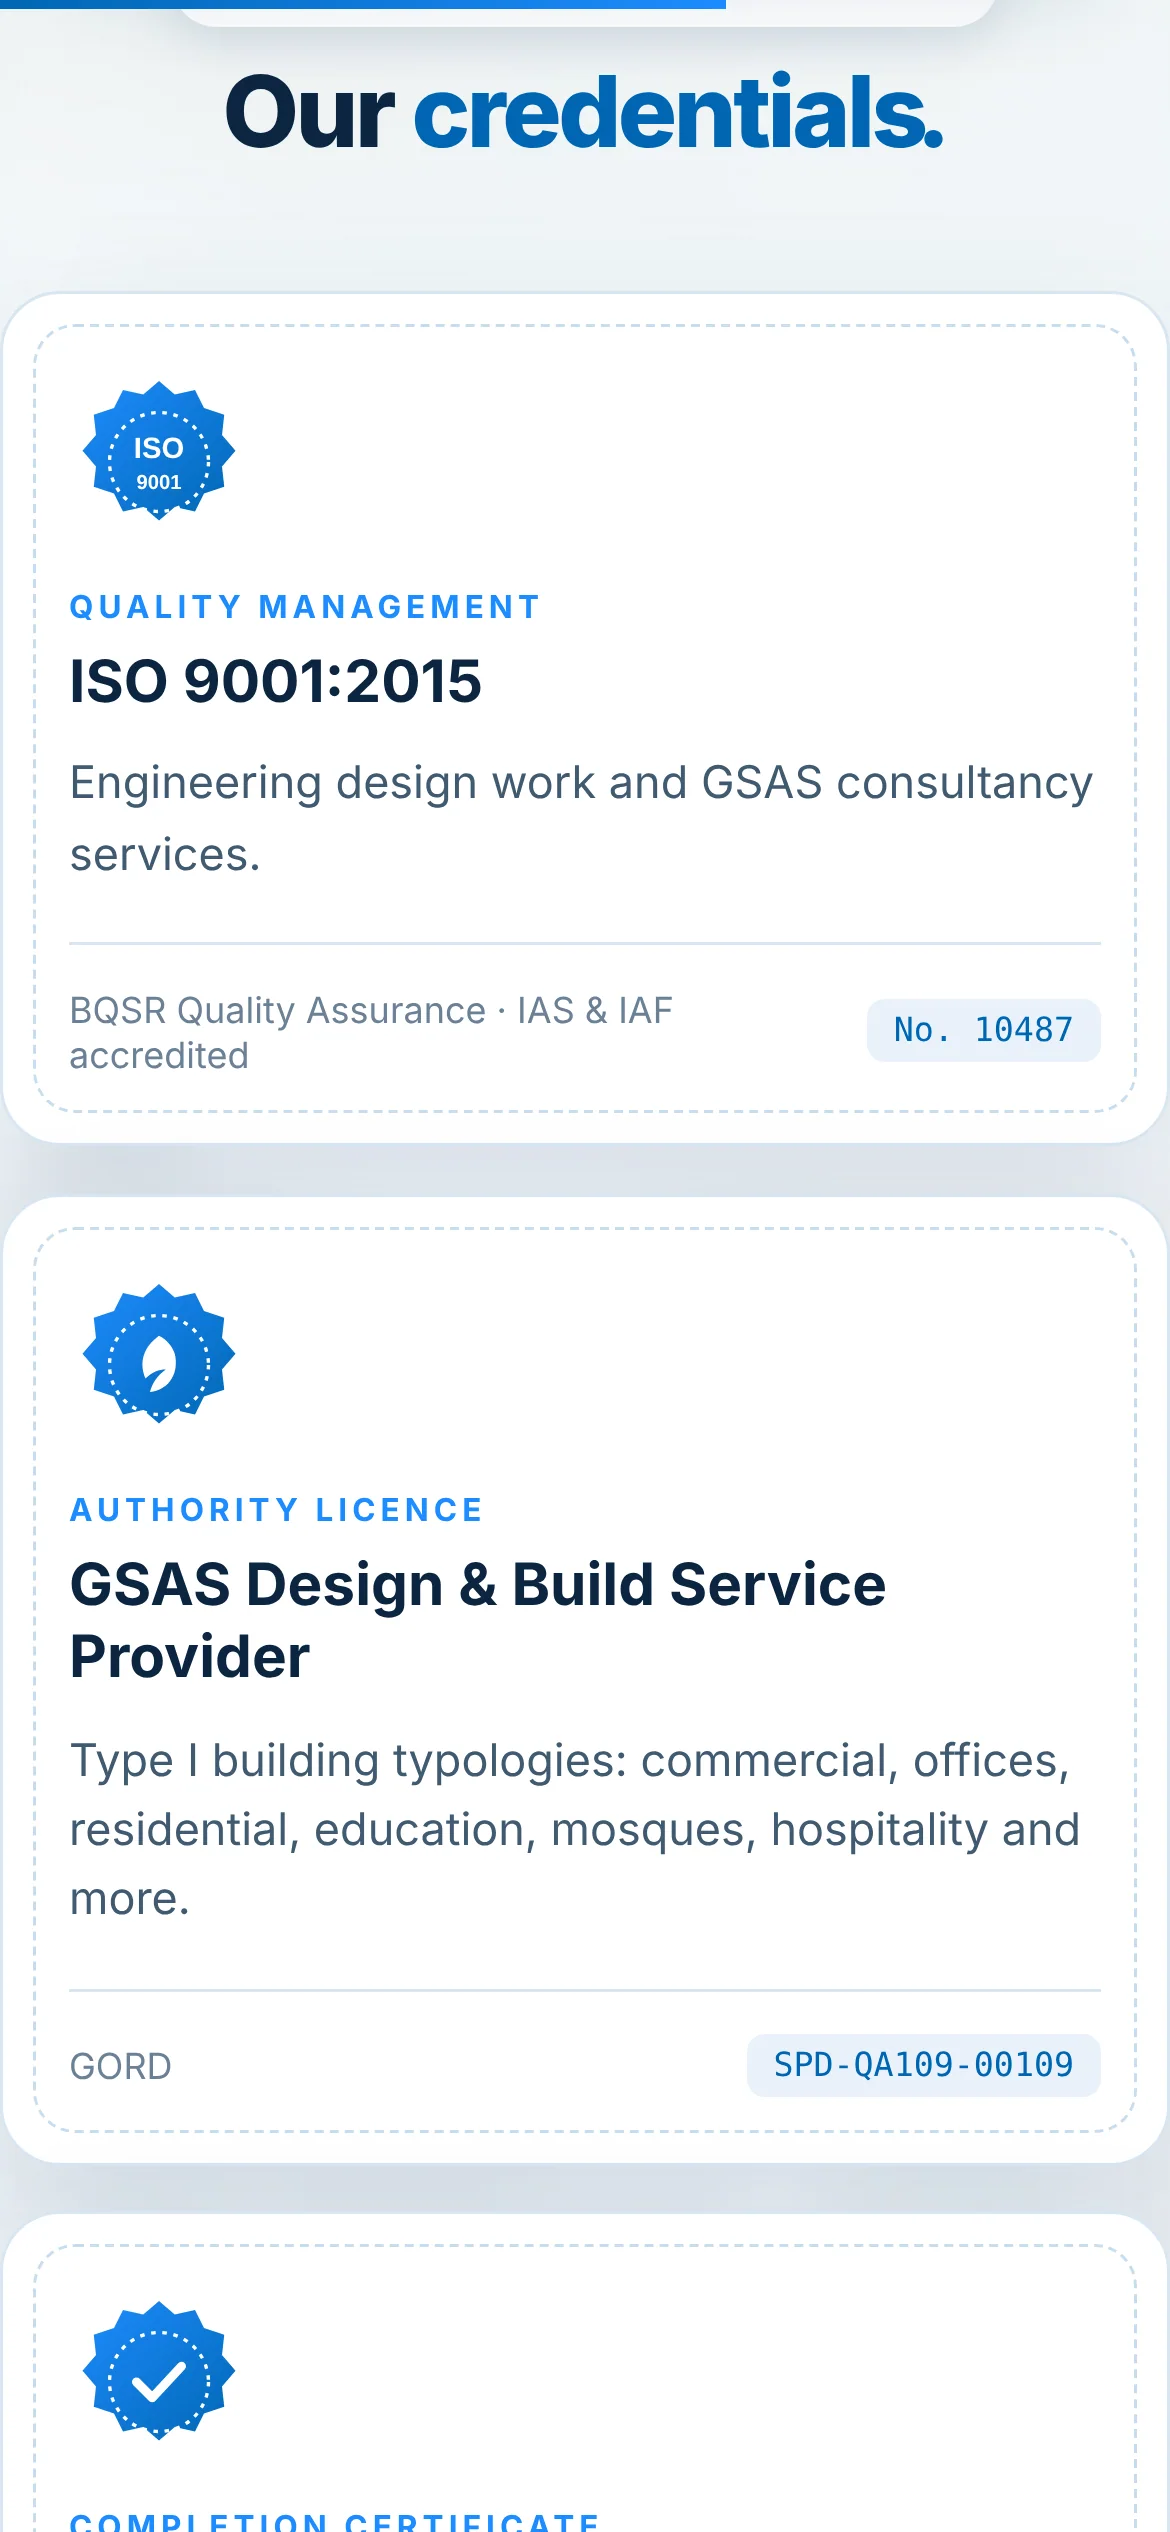 Our credentials.
ISO
9001
QUALITY MANAGEMENT
ISO 9001:2015
Engineering design work and GSAS consultancy
services.
BQSR Quality Assurance · IAS & IAF
accredited
No. 10487
AUTHORITY LICENCE
GSAS Design & Build Service
Provider
Type I building typologies: commercial, offices,
residential, education, mosques, hospitality and
more.
GORD
SPD-QA109-00109
COMPLETION CERTIFICATE